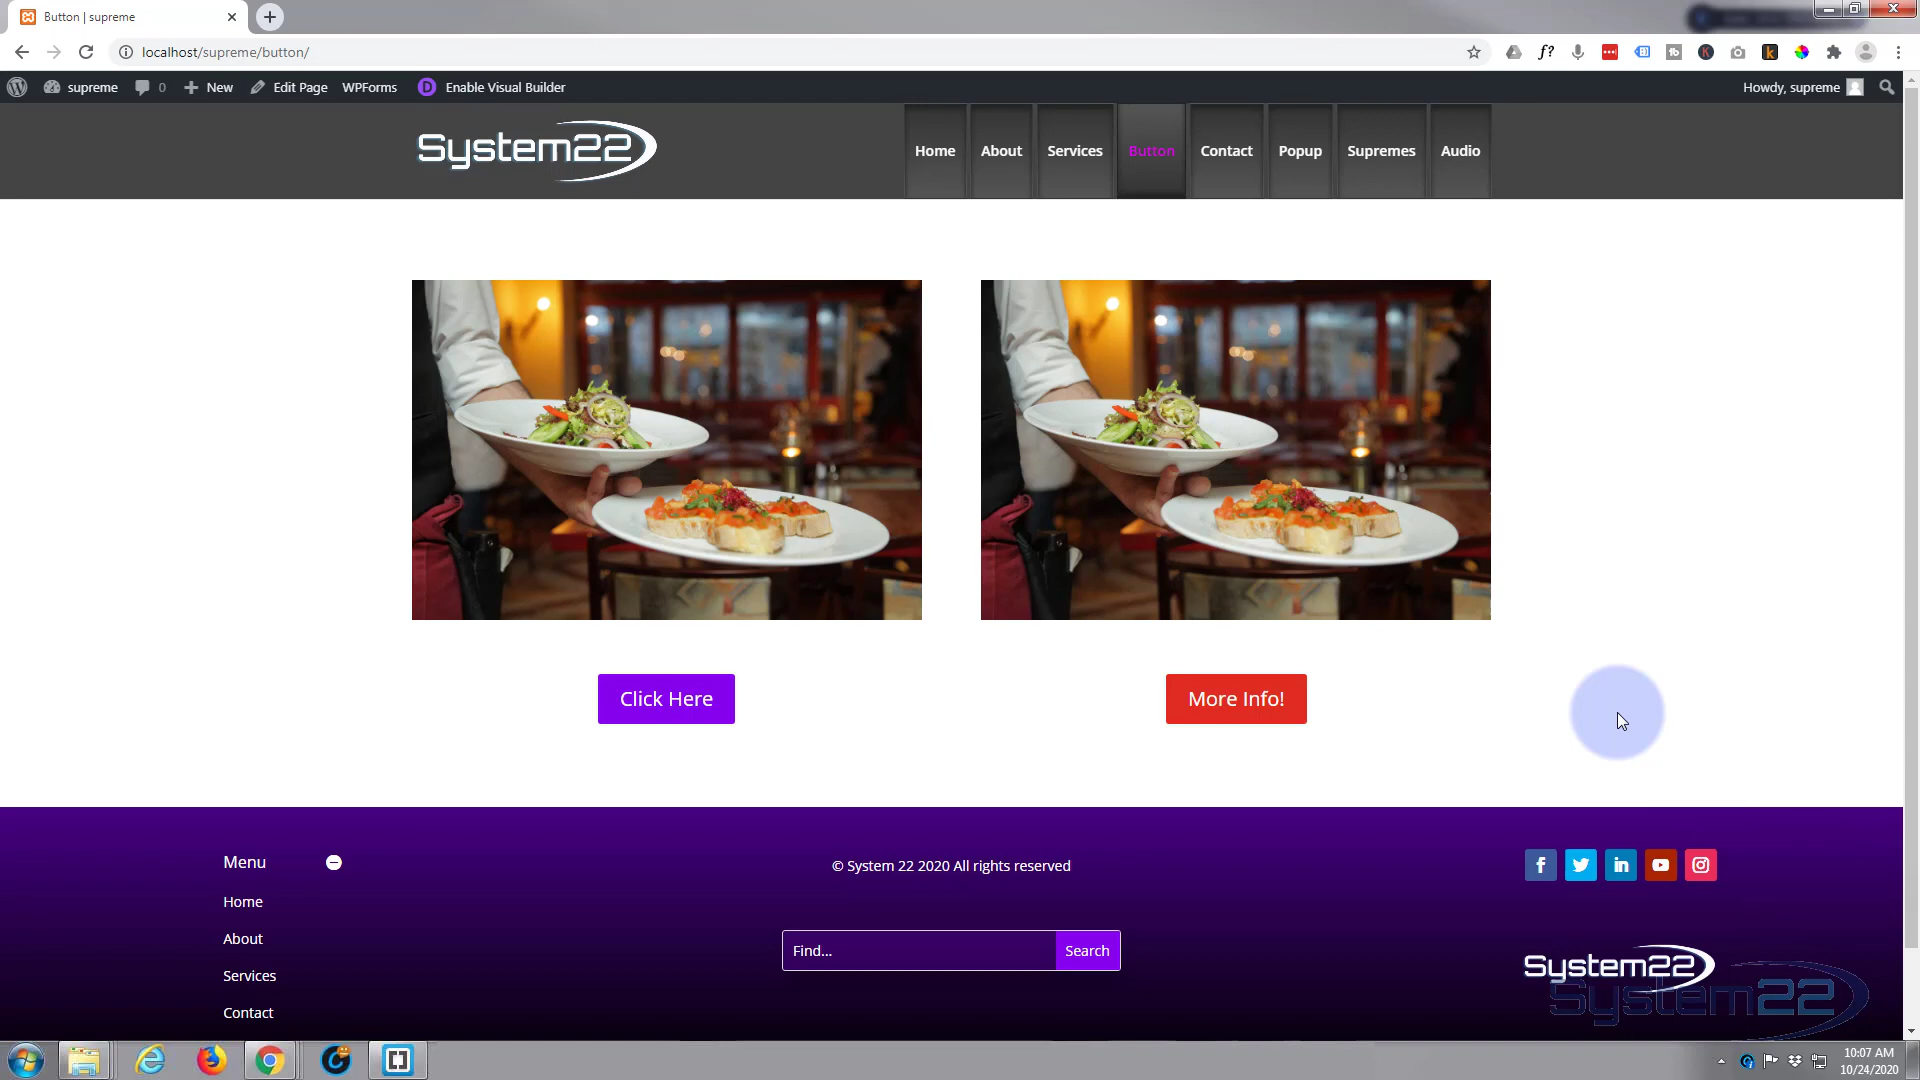 Button | supreme
localhost/supreme/button/
supreme 0 New Edit Page WPForms Enable Visual Builder Howdy, supreme
System22
Home About Services Button Contact Popup Supremes Audio
Click Here
More Info!
Menu
Home
About
Services
Contact
© System 22 2020 All rights reserved
Find...
Search
System22
System22
10:07 AM
10/24/2020